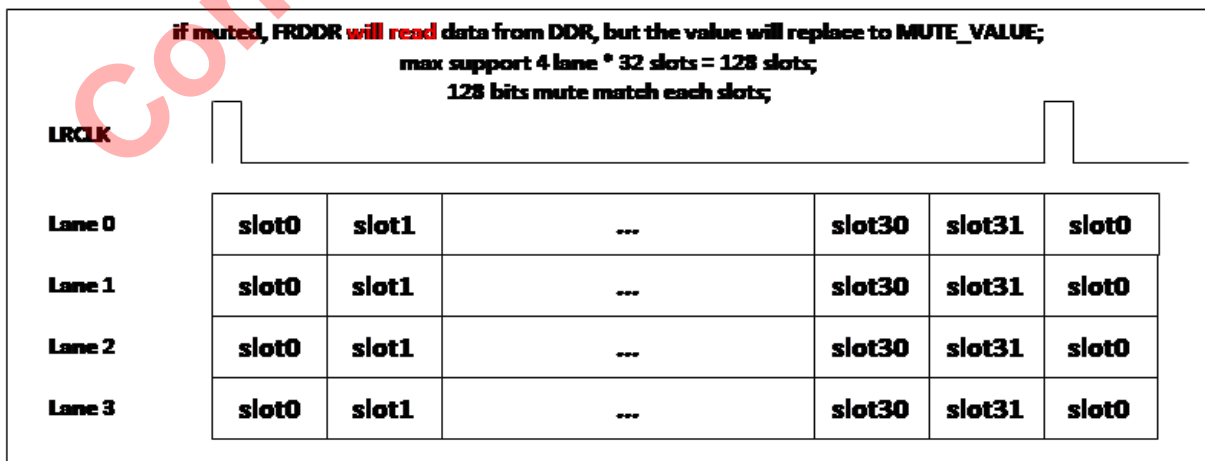 if muted, FRDDR will read data from DDR, but the value will replace to MUTE_VALUE;
max support 4 lane * 32 slots = 128 slots;
128 bits mute match each slots;
LRCLK
Lane 0 slot0 slot1 ... slot30 slot31 slot0
Lane 1 slot0 slot1 ... slot30 slot31 slot0
Lane 2 slot0 slot1 ... slot30 slot31 slot0
Lane 3 slot0 slot1 ... slot30 slot31 slot0